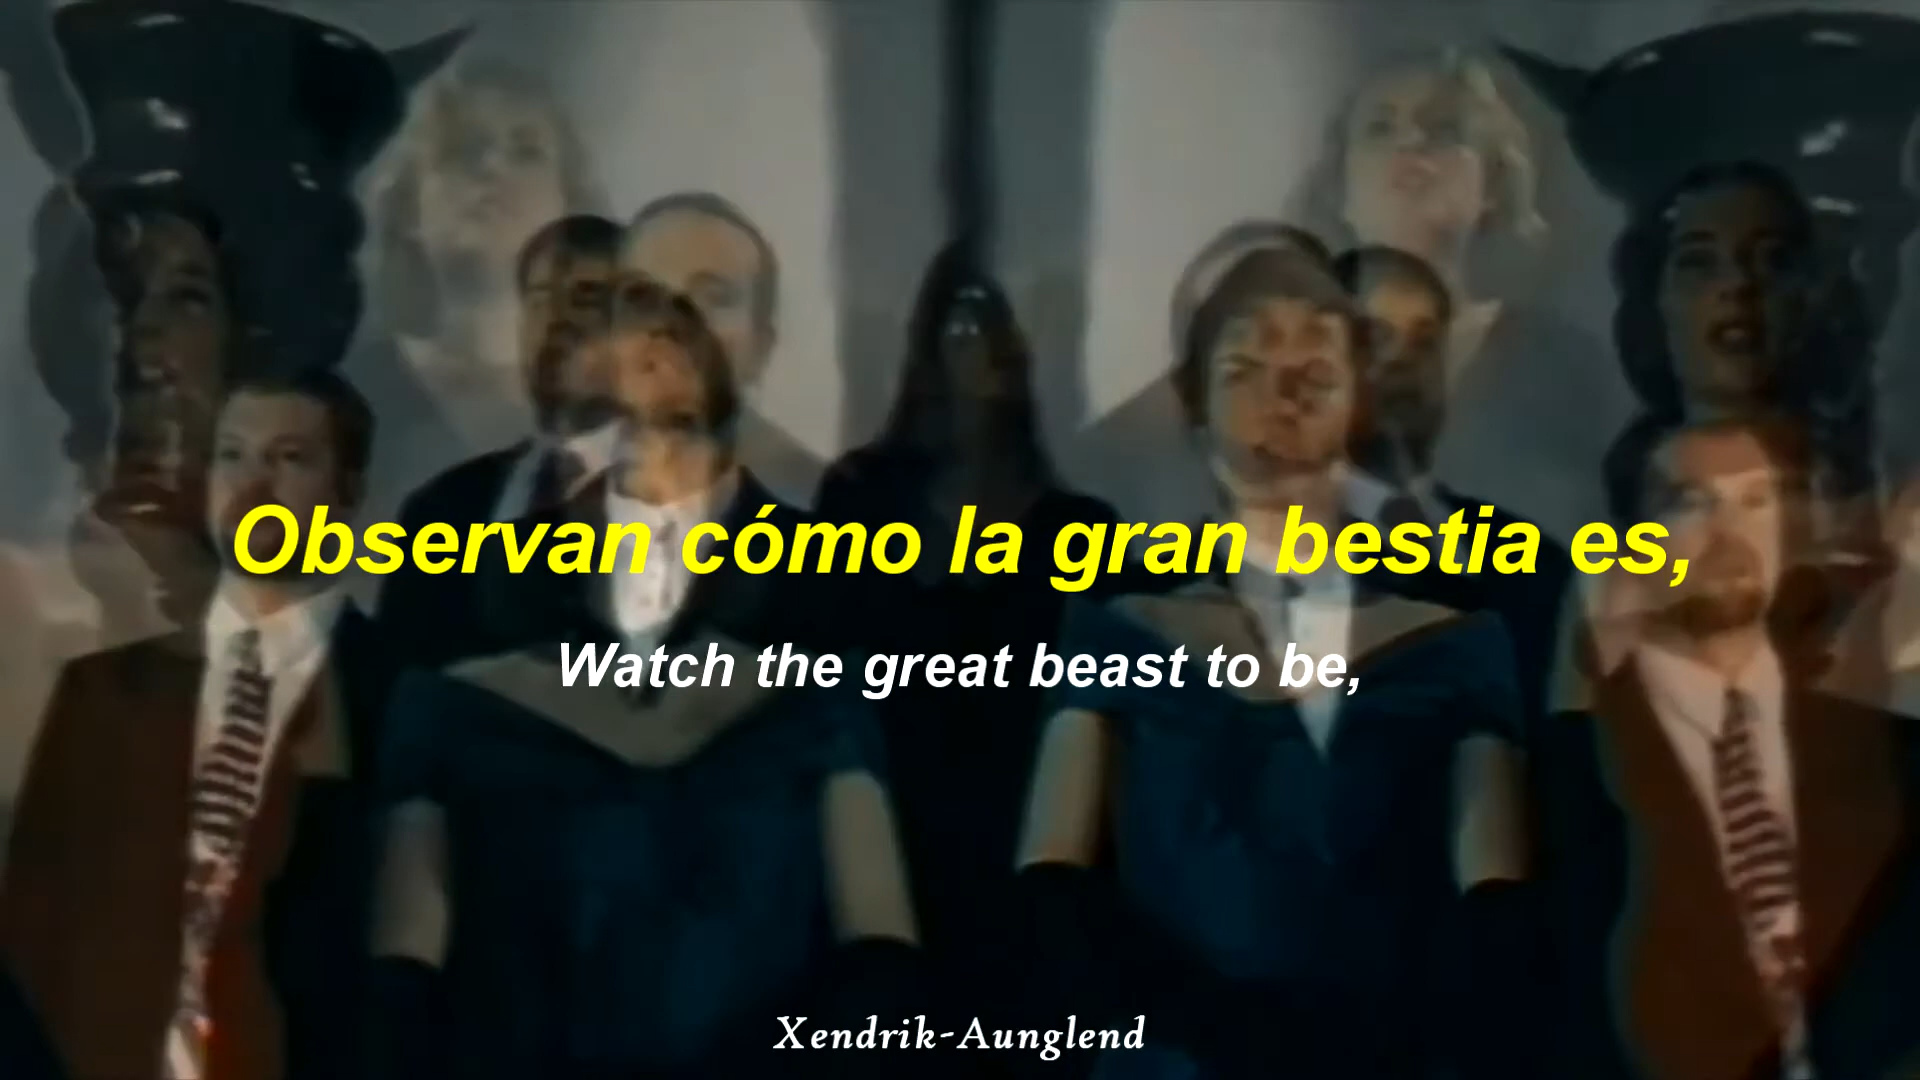 Observan cómo la gran bestia es,
Watch the great beast to be,
Xendrik-Aunglend